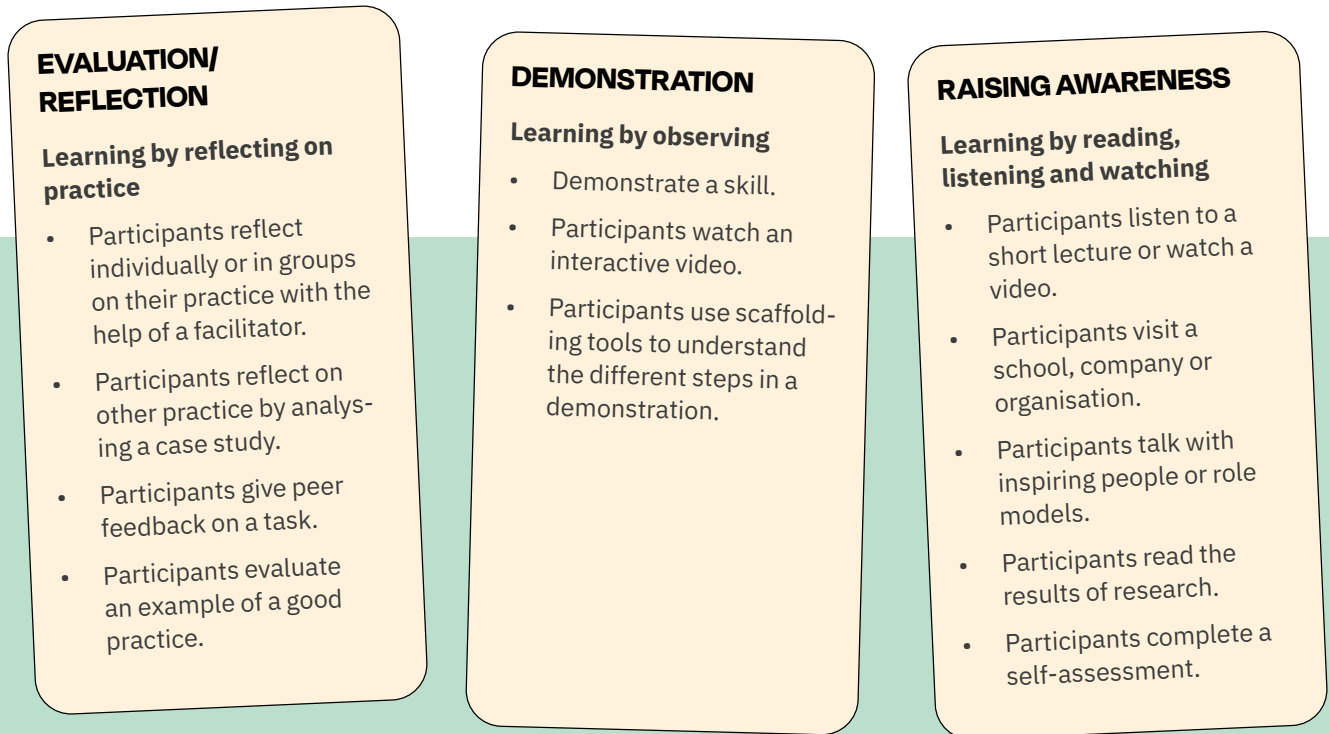 EVALUATION/
REFLECTION
Learning by reflecting on
practice
• Participants reflect
individually or in groups
on their practice with the
help of a facilitator.
• Participants reflect on
other practice by analys-
ing a case study.
• Participants give peer
feedback on a task.
• Participants evaluate
an example of a good
practice.
DEMONSTRATION
Learning by observing
• Demonstrate a skill.
• Participants watch an
interactive video.
• Participants use scaffold-
ing tools to understand
the different steps in a
demonstration.
RAISING AWARENESS
Learning by reading,
listening and watching
• Participants listen to a
short lecture or watch a
video.
• Participants visit a
school, company or
organisation.
• Participants talk with
inspiring people or role
models.
• Participants read the
results of research.
• Participants complete a
self-assessment.